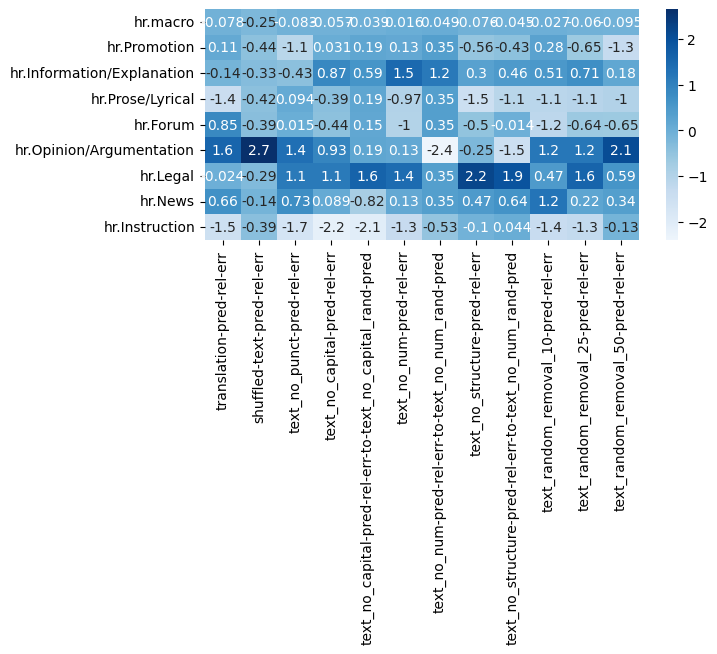 hr.macro -0.078 -0.25 -0.083 -0.057 -0.039 0.016 0.049 -0.076 -0.045 -0.027 -0.06 -0.095
hr.Promotion 0.11 -0.44 -1.1 0.031 0.19 0.13 0.35 -0.56 -0.43 0.28 -0.65 -1.3
hr.Information/Explanation -0.14 -0.33 -0.43 0.87 0.59 1.5 1.2 0.3 0.46 0.51 0.71 0.18
hr.Prose/Lyrical -1.4 -0.42 0.094 -0.39 0.19 -0.97 0.35 -1.5 -1.1 -1.1 -1.1 -1
hr.Forum 0.85 -0.39 0.015 -0.44 0.15 -1 0.35 -0.5 -0.014 -1.2 -0.64 -0.65
hr.Opinion/Argumentation 1.6 2.7 1.4 0.93 0.19 0.13 -2.4 -0.25 -1.5 1.2 1.2 2.1
hr.Legal 0.024 -0.29 1.1 1.1 1.6 1.4 0.35 2.2 1.9 0.47 1.6 0.59
hr.News 0.66 -0.14 0.73 0.089 -0.82 0.13 0.35 0.47 0.64 1.2 0.22 0.34
hr.Instruction -1.5 -0.39 -1.7 -2.2 -2.1 -1.3 -0.53 -0.1 0.044 -1.4 -1.3 -0.13
translation-pred-rel-err
shuffled-text-pred-rel-err
text_no_punct-pred-rel-err
text_no_capital-pred-rel-err
text_no_capital-pred-rel-err-to-text_no_capital_rand-pred
text_no_num-pred-rel-err
text_no_num-pred-rel-err-to-text_no_num_rand-pred
text_no_structure-pred-rel-err
text_no_structure-pred-rel-err-to-text_no_num_rand-pred
text_random_removal_10-pred-rel-err
text_random_removal_25-pred-rel-err
text_random_removal_50-pred-rel-err
2
1
0
−1
−2